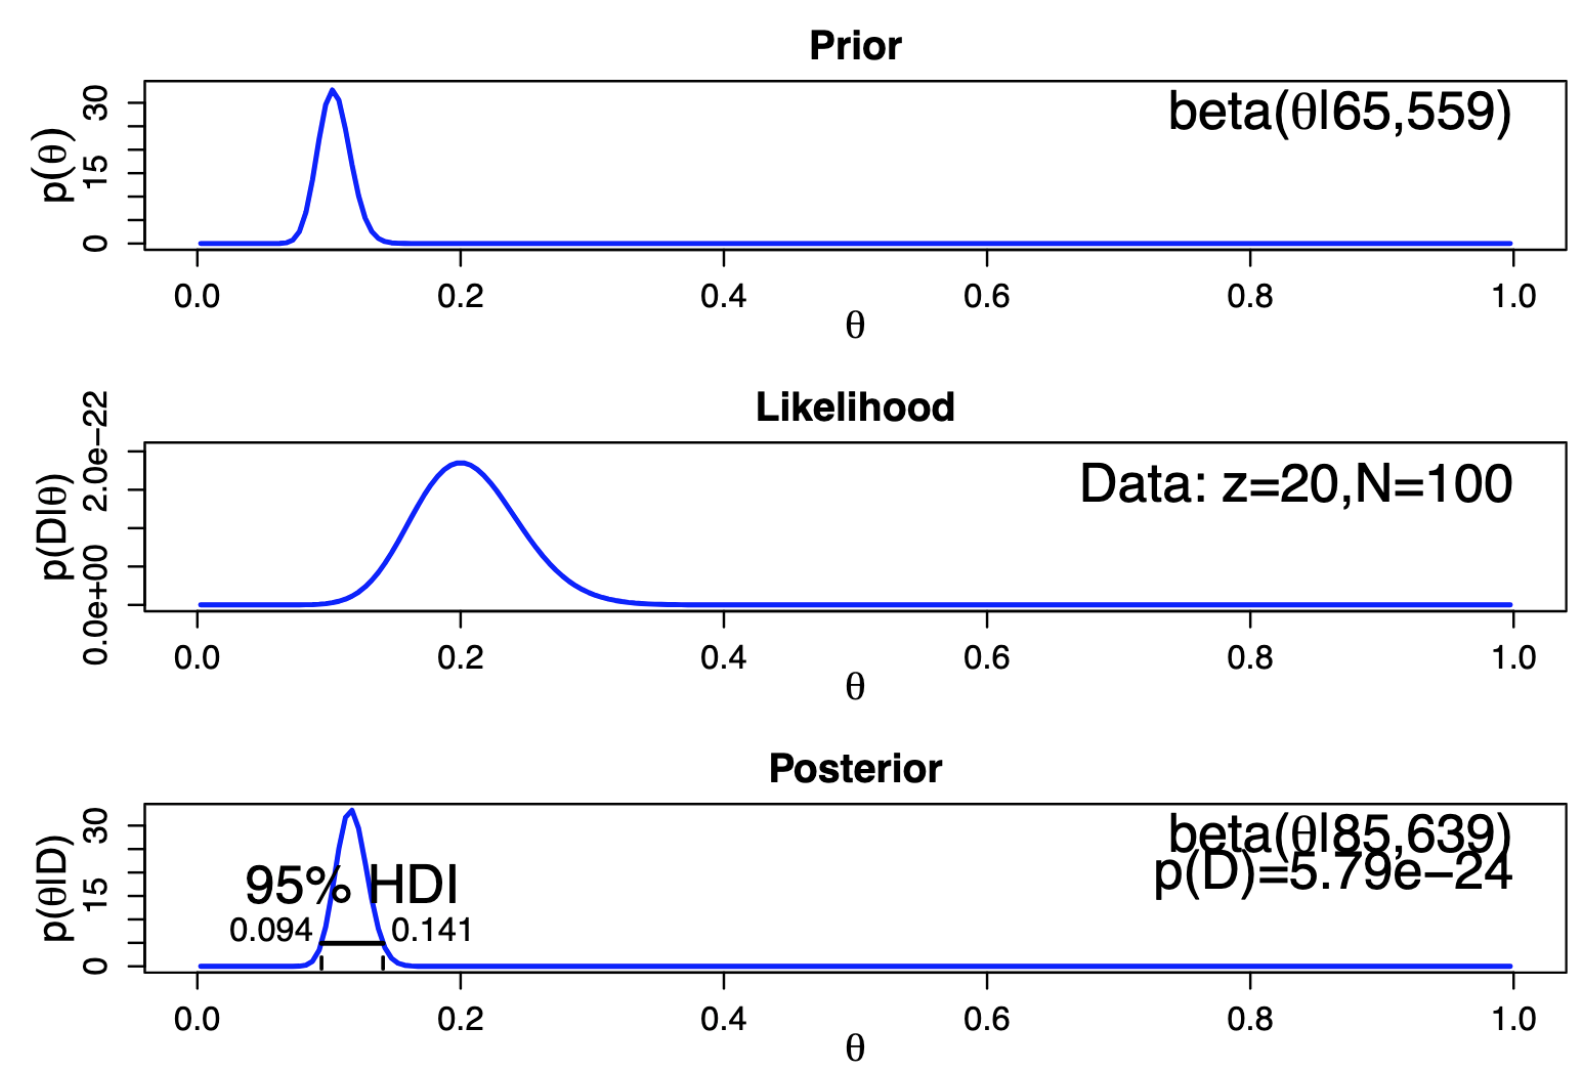 Prior
beta(θ|65,559)
p(θ)
0 15 30
0.0 0.2 0.4 0.6 0.8 1.0
θ
Likelihood
Data: z=20,N=100
p(D|θ)
0.0e+00 2.0e−22
0.0 0.2 0.4 0.6 0.8 1.0
θ
Posterior
beta(θ|85,639)
p(D)=5.79e−24
95% HDI
0.094 0.141
p(θ|D)
0 15 30
0.0 0.2 0.4 0.6 0.8 1.0
θ